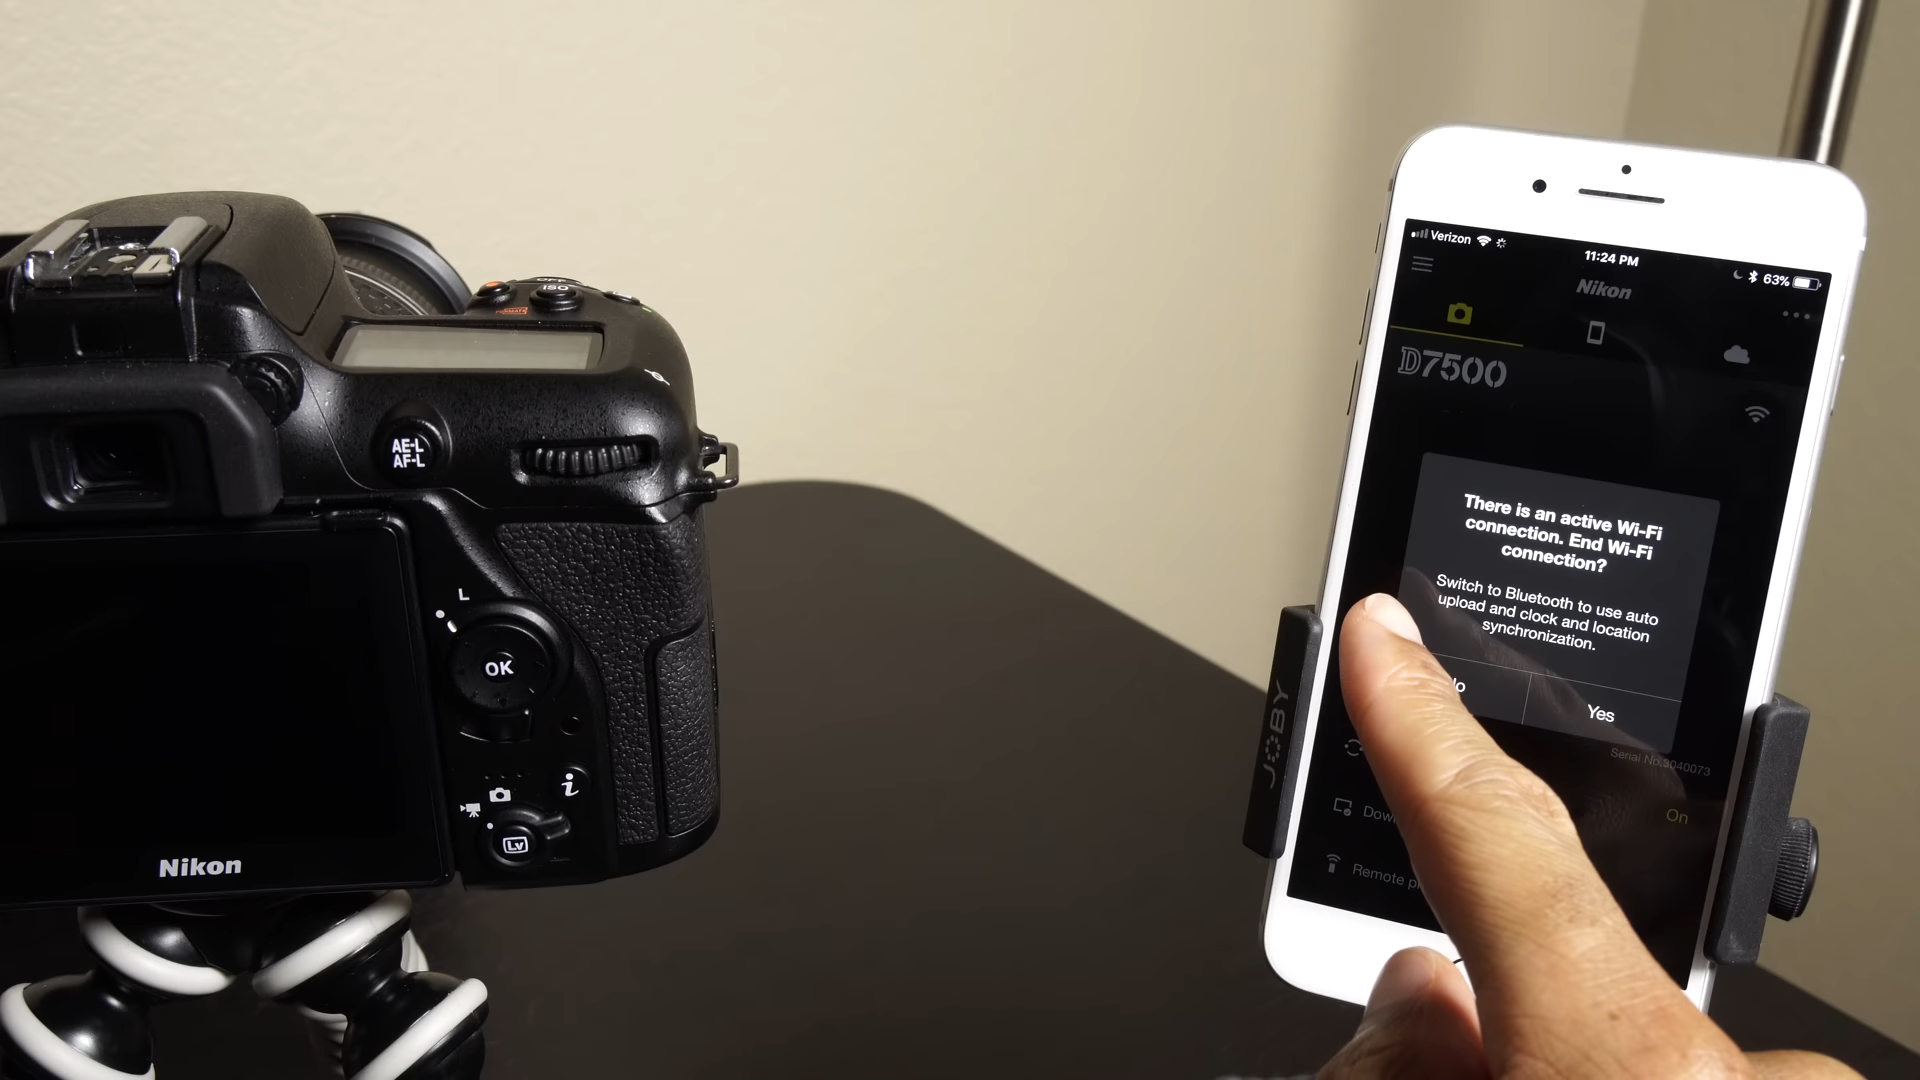 ISO
AE-L
AF-L
L
OK
i
Lv
Nikon
JOBY
Verizon
11:24 PM
63%
Nikon
D7500
There is an active Wi-Fi
connection. End Wi-Fi
connection?
Switch to Bluetooth to use auto
upload and clock and location
synchronization.
Yes
Serial No.
On
Remote